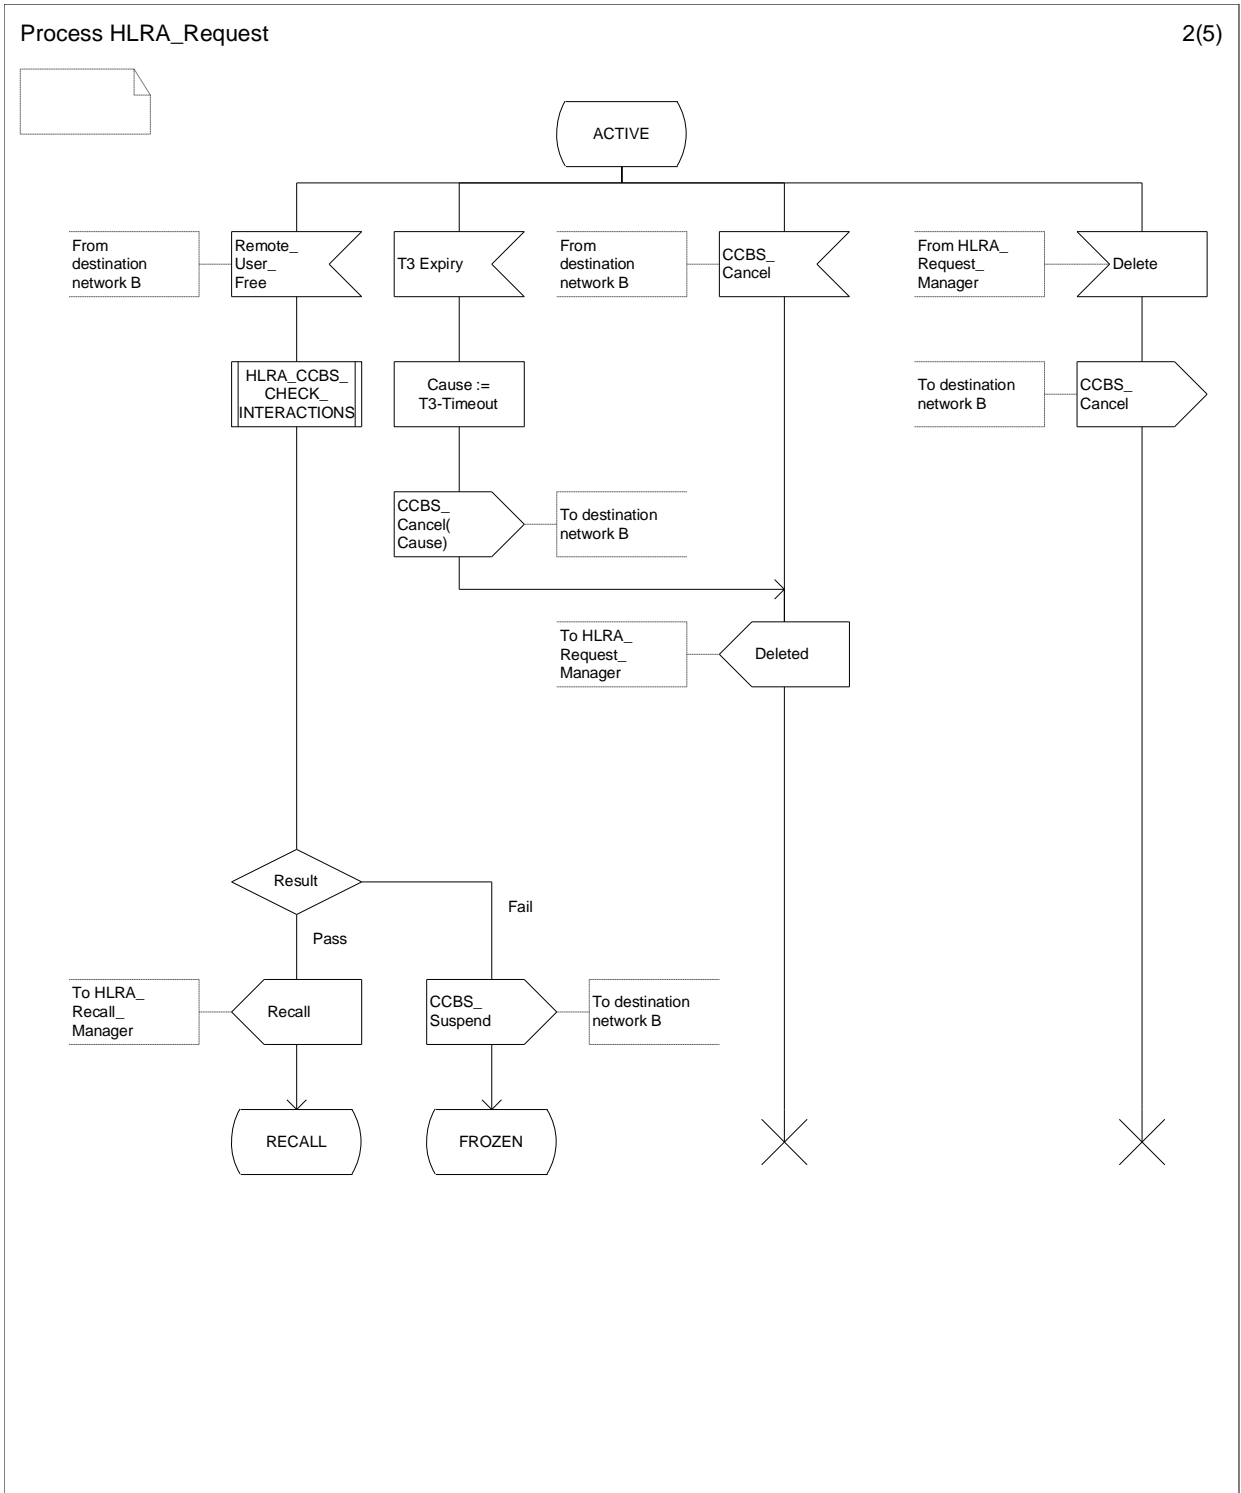 Process HLRA_Request
2(5)
ACTIVE
From
destination
network B
Remote_
User_
Free
T3 Expiry
From
destination
network B
CCBS_
Cancel
From HLRA_
Request_
Manager
Delete
HLRA_CCBS_
CHECK_
INTERACTIONS
Cause :=
T3-Timeout
To destination
network B
CCBS_
Cancel
CCBS_
Cancel(
Cause)
To destination
network B
To HLRA_
Request_
Manager
Deleted
Result
Fail
Pass
To HLRA_
Recall_
Manager
Recall
CCBS_
Suspend
To destination
network B
RECALL
FROZEN